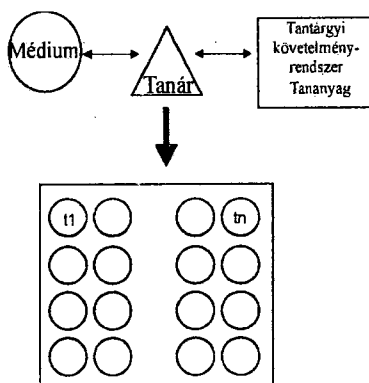 Médium
Tanár
Tantárgyi
követelmény-
rendszer
Tananyag
t1
tn